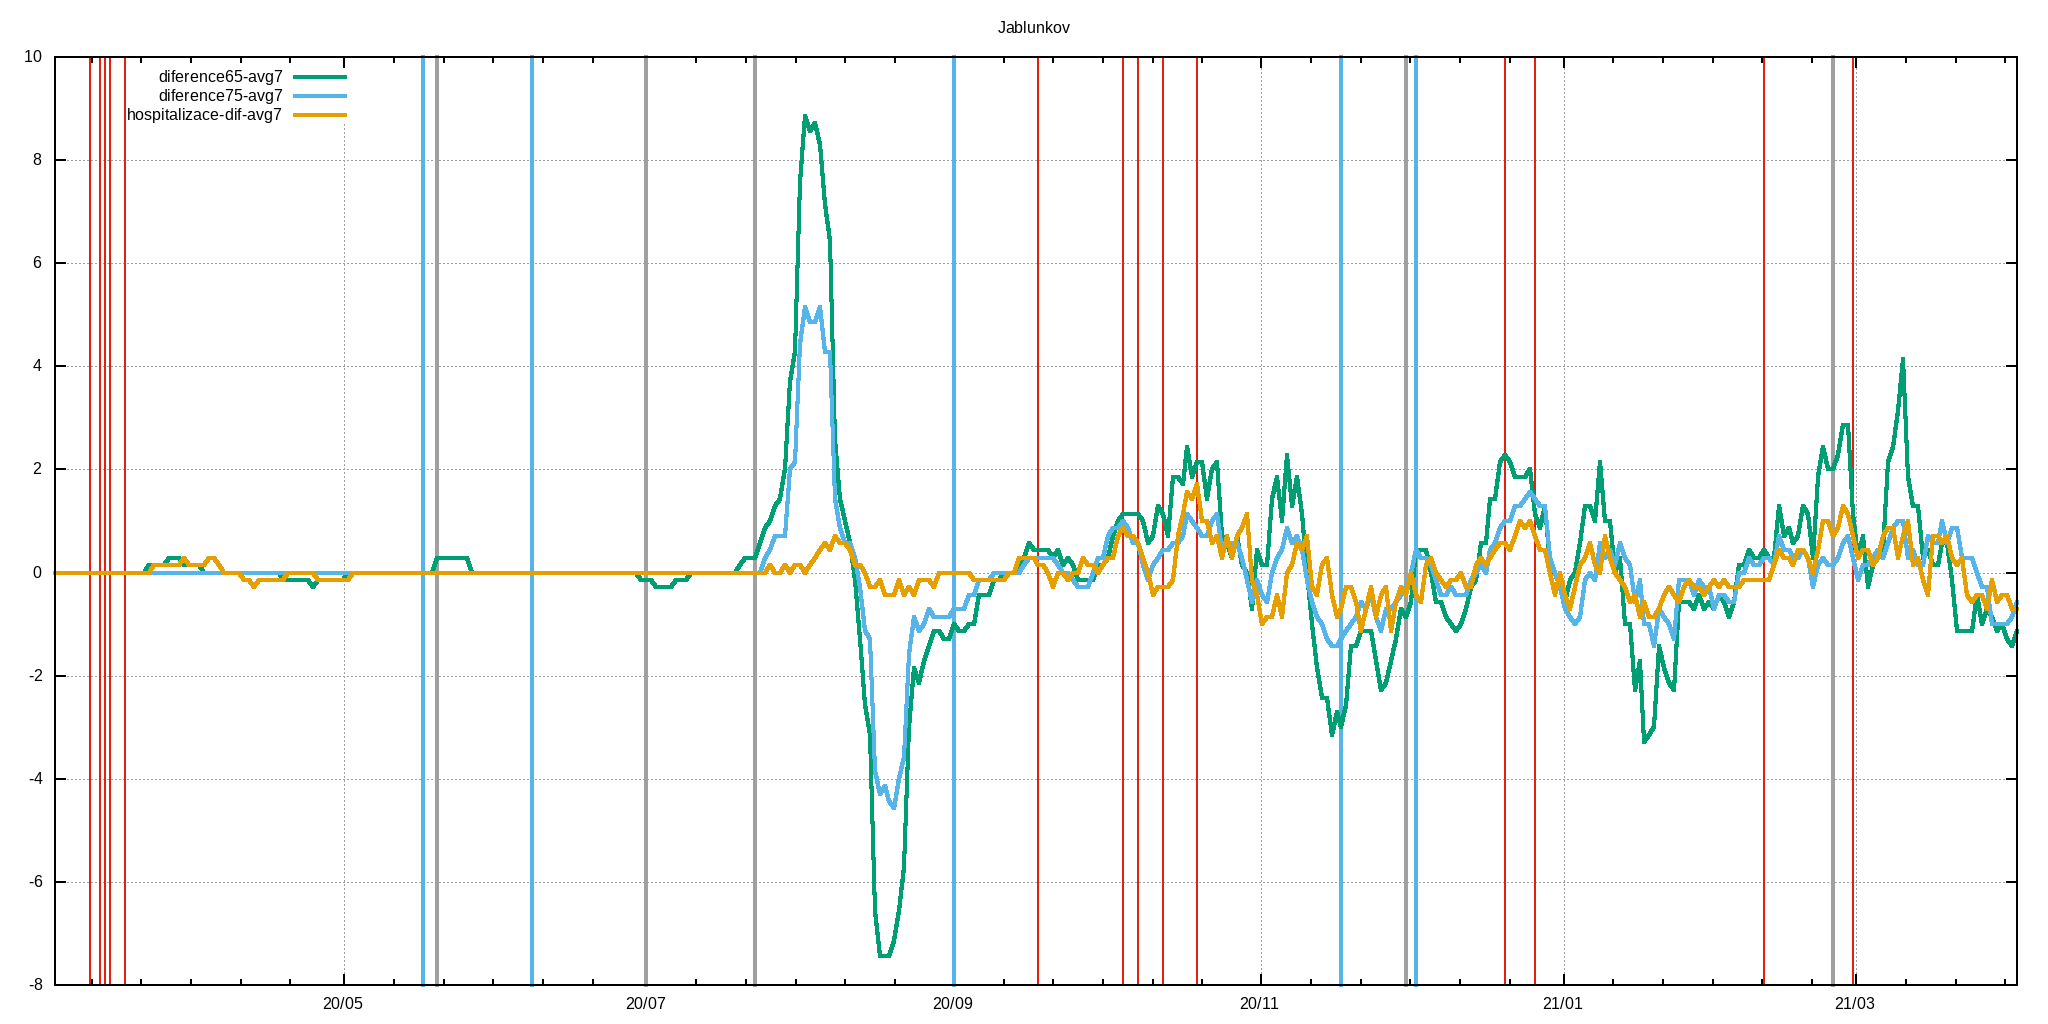 Jablunkov
10
diference65-avg7
diference75-avg7
hospitalizace-dif-avg7
8
6
4
2
0
-2
-4
-6
-8
20/05 20/07 20/09 20/11 21/01 21/03